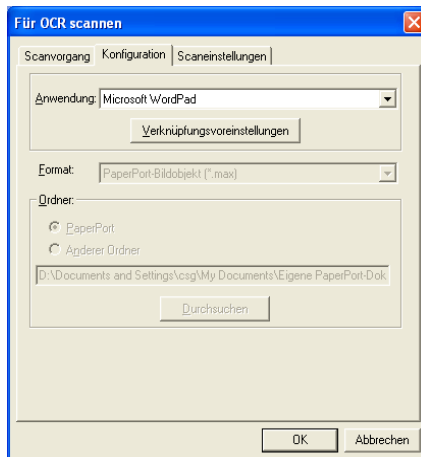 Für OCR scannen
Scanvorgang Konfiguration Scaneinstellungen
Anwendung: Microsoft WordPad
Verknüpfungsvoreinstellungen
Format: PaperPort-Bildobjekt (*.max)
Ordner:
PaperPort
Anderer Ordner
D:\Documents and Settings\csg\My Documents\Eigene PaperPort-Dok
Durchsuchen
OK Abbrechen